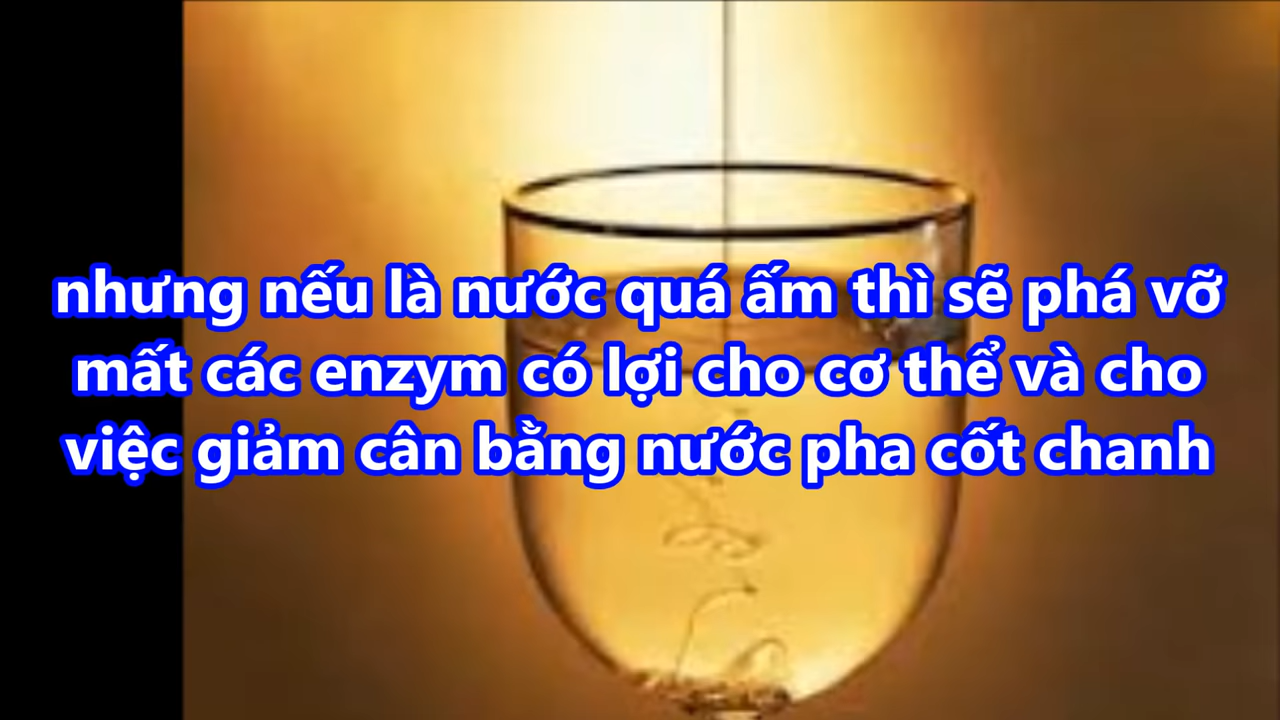 nhưng nếu là nước quá ấm thì sẽ phá vỡ
mất các enzym có lợi cho cơ thể và cho
việc giảm cân bằng nước pha cốt chanh